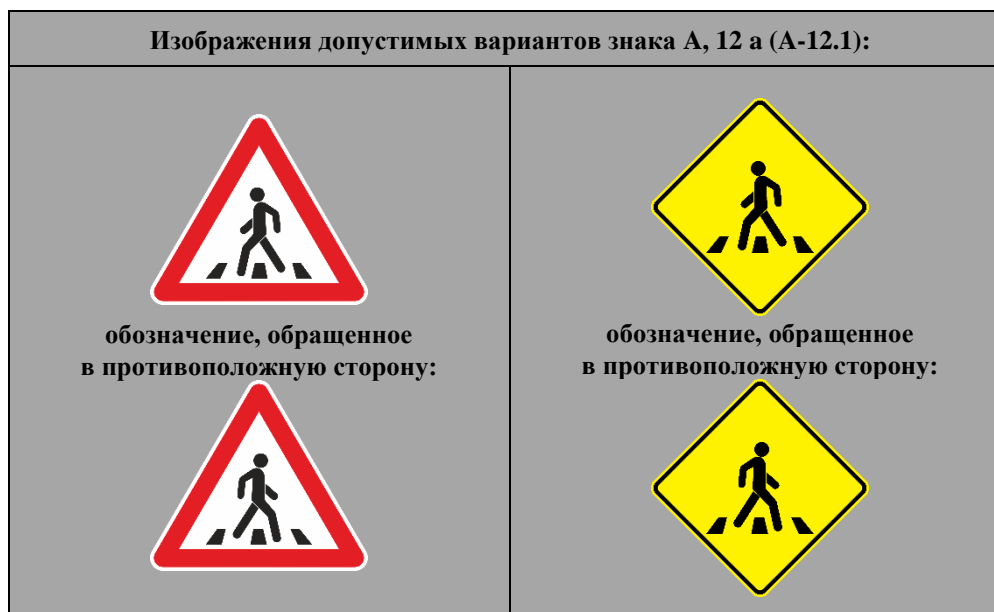 Изображения допустимых вариантов знака А, 12 а (А-12.1):
обозначение, обращенное
в противоположную сторону:
обозначение, обращенное
в противоположную сторону: